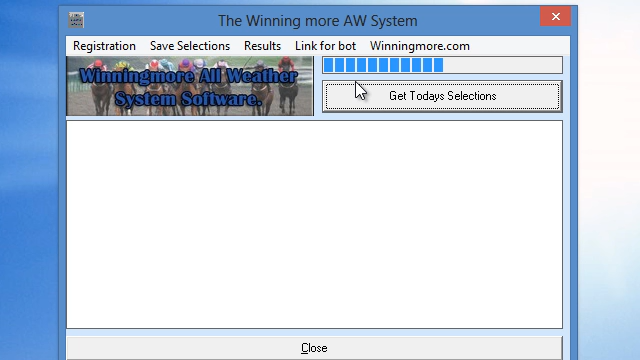 The Winning more AW System
Registration Save Selections Results Link for bot Winningmore.com
Winningmore All Weather
System Software.
Get Todays Selections
Close